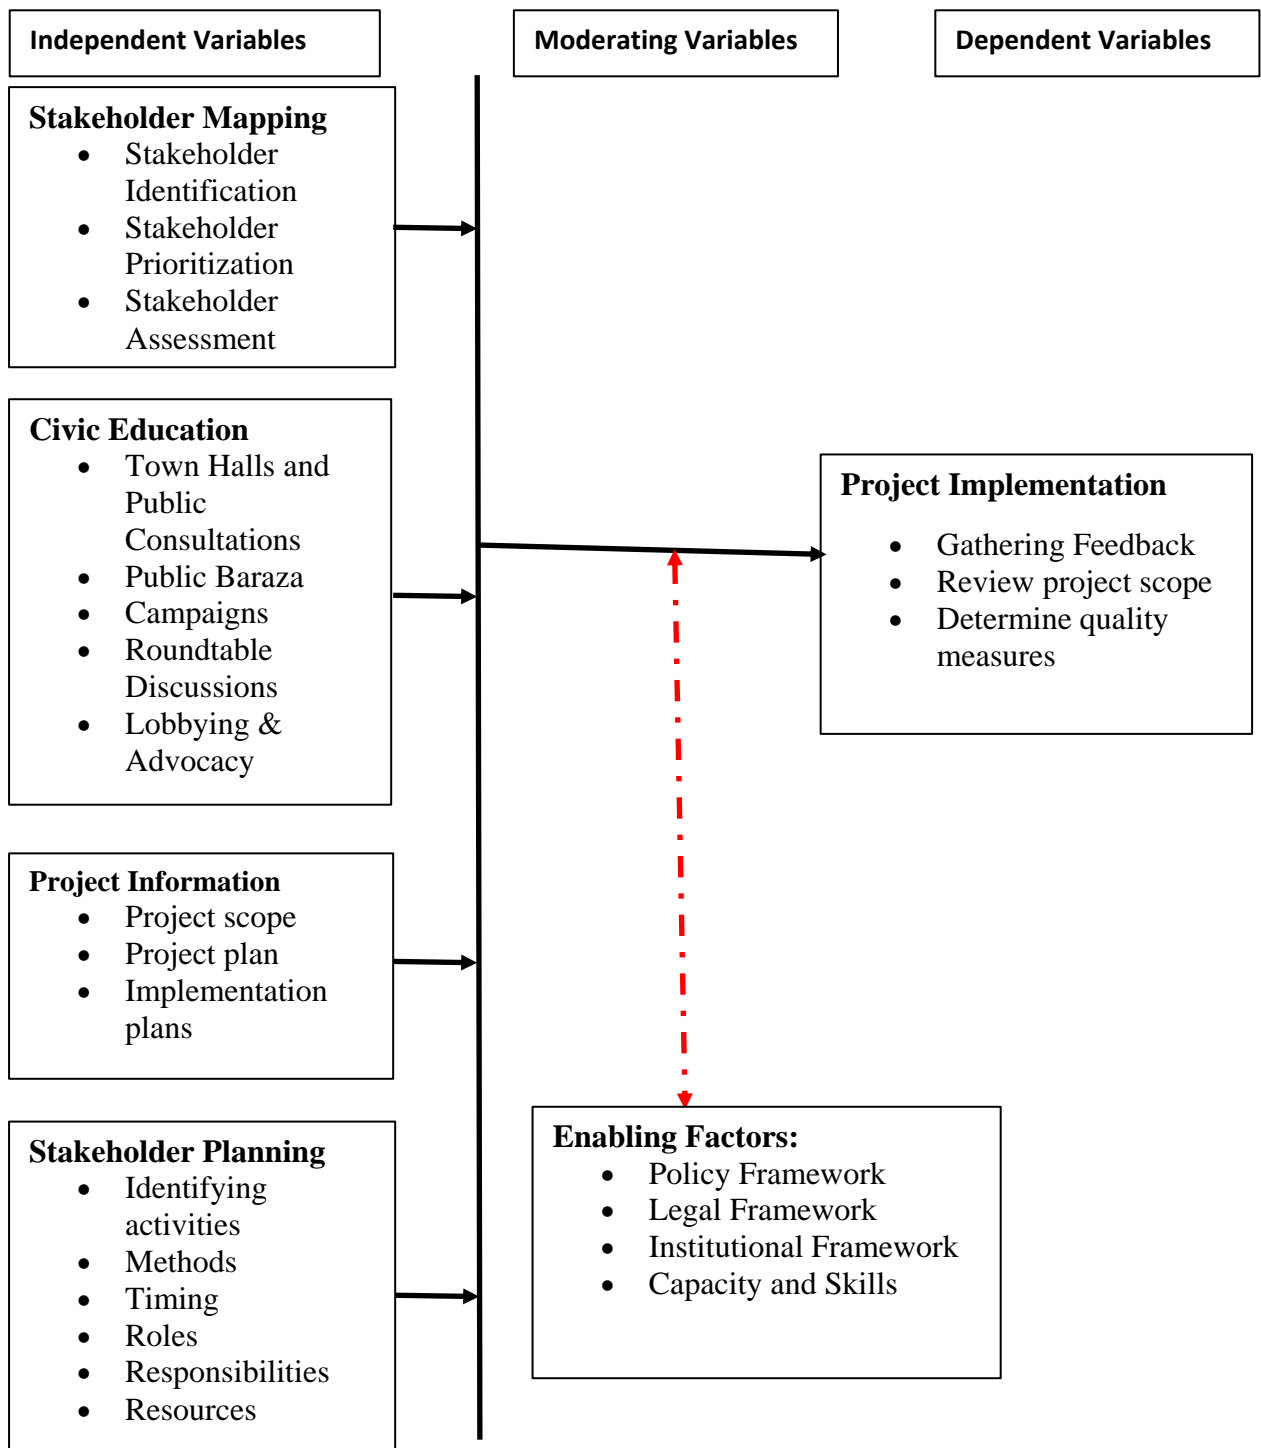 Independent Variables
Moderating Variables
Dependent Variables
Stakeholder Mapping
• Stakeholder
Identification
• Stakeholder
Prioritization
• Stakeholder
Assessment
Civic Education
• Town Halls and
Public
Consultations
• Public Baraza
• Campaigns
• Roundtable
Discussions
• Lobbying &
Advocacy
Project Implementation
• Gathering Feedback
• Review project scope
• Determine quality
measures
Project Information
• Project scope
• Project plan
• Implementation
plans
Stakeholder Planning
• Identifying
activities
• Methods
• Timing
• Roles
• Responsibilities
• Resources
Enabling Factors:
• Policy Framework
• Legal Framework
• Institutional Framework
• Capacity and Skills